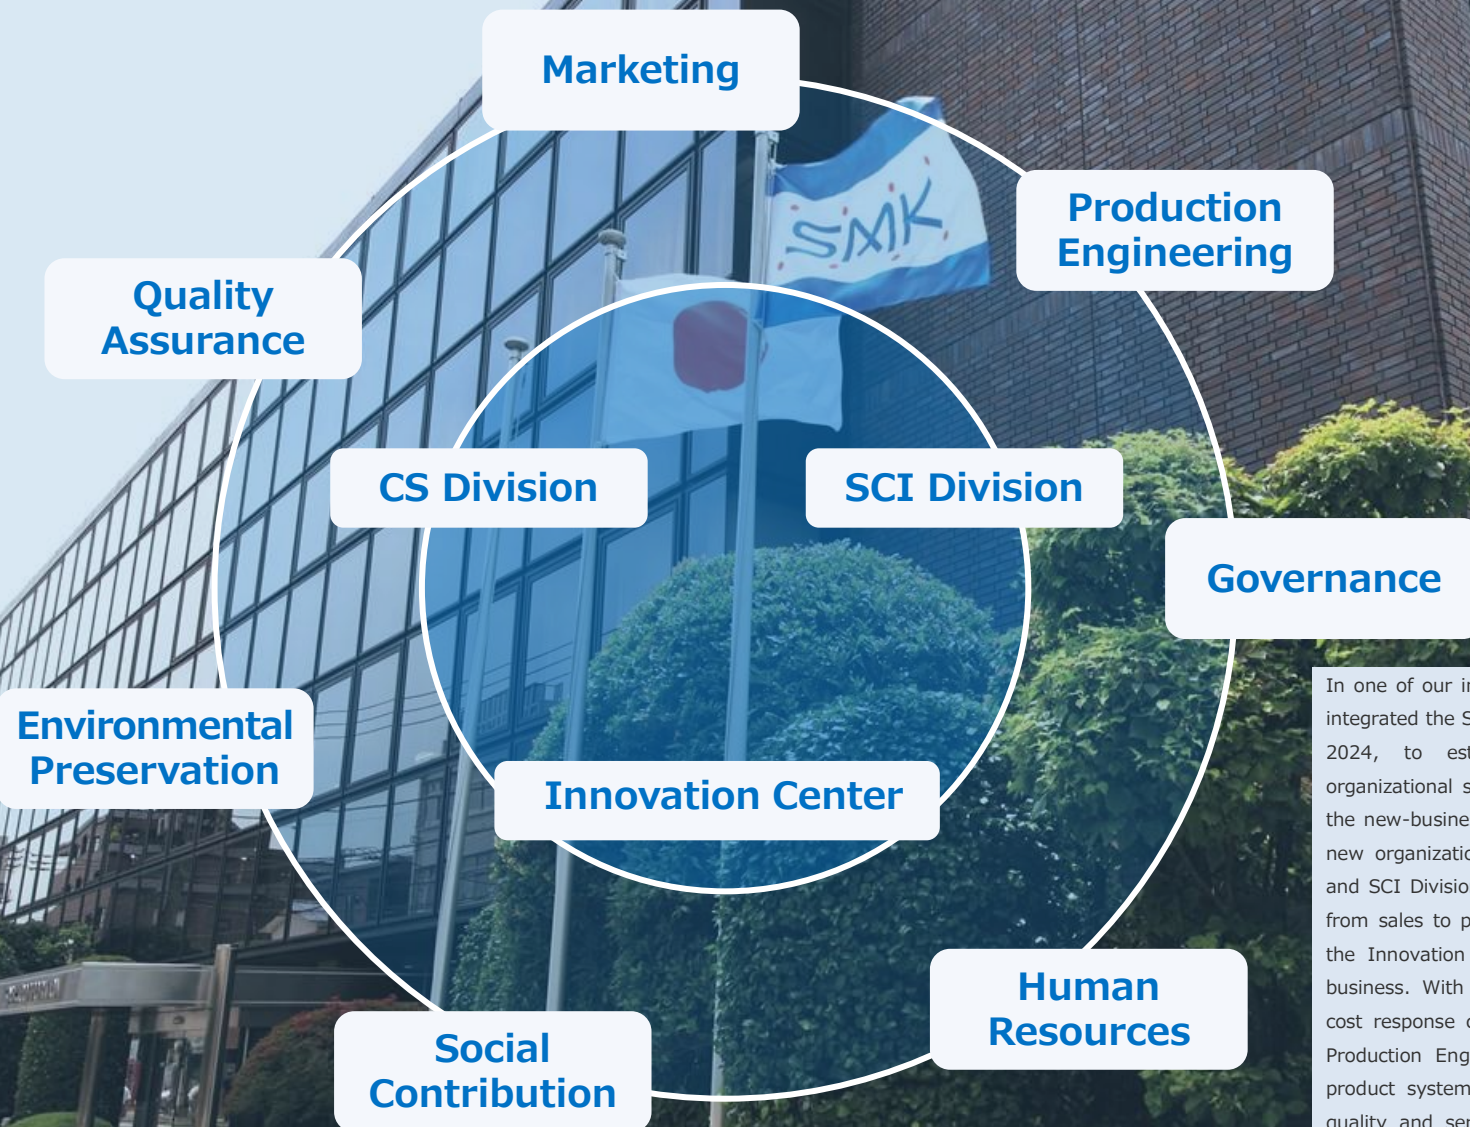 Marketing
SMK
Production
Engineering
Quality
Assurance
CS Division
SCI Division
Governance
Environmental
Preservation
Innovation Center
Human
Resources
Social
Contribution
In one of our
integrated the
2024, to
organizational
the new-busine
new organizatio
and SCI Divisio
from sales to
the Innovation
business. With
cost response
Production Eng
product system
quality and